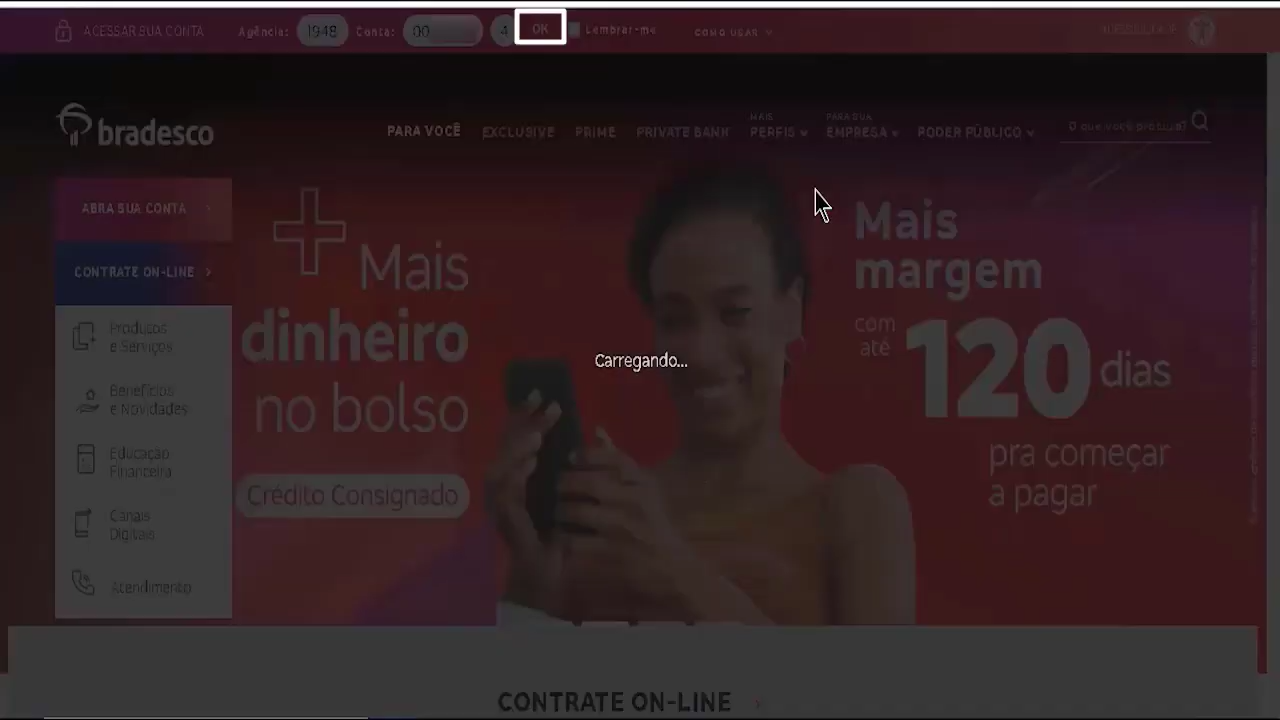 ACESSAR SUA CONTA Agência: 1948 Conta: 00 4 OK Lembrar-me COMO USAR
bradesco
PARA VOCÊ EXCLUSIVE PRIME PRIVATE BANK MAIS PERFIS PARA SUA EMPRESA PODER PÚBLICO O que você procura?
ABRA SUA CONTA
CONTRATE ON-LINE
Produtos
e Serviços
Benefícios
e Novidades
Educação
Financeira
Canais
Digitais
Atendimento
+ Mais
dinheiro
no bolso
Crédito Consignado
Carregando...
Mais
margem
com
até
120 dias
pra começar
a pagar
CONTRATE ON-LINE